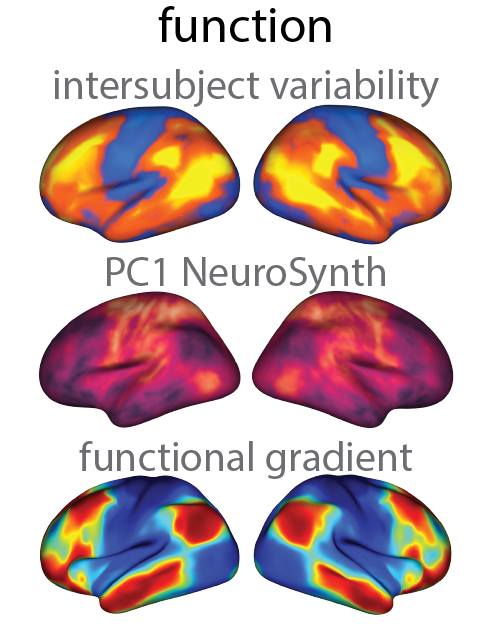 function
intersubject variability
PC1 NeuroSynth
functional gradient